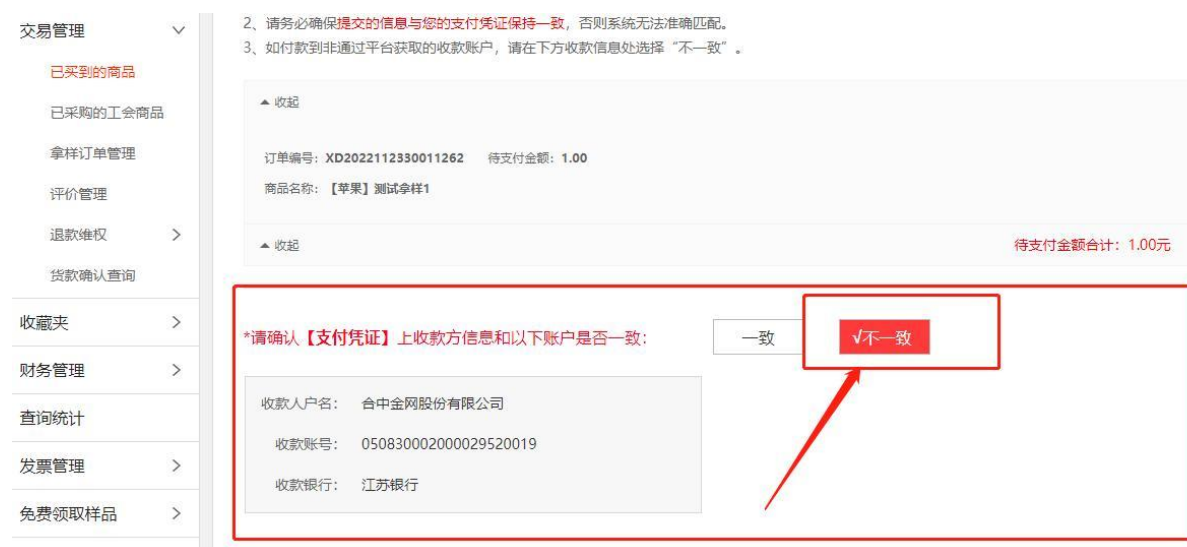 交易管理
已买到的商品
已采购的工会商品
拿样订单管理
评价管理
退款维权
货款确认查询
收藏夹
财务管理
查询统计
发票管理
免费领取样品
2、请务必确保提交的信息与您的支付凭证保持一致，否则系统无法准确匹配。
3、如付款到非通过平台获取的收款账户，请在下方收款信息处选择“不一致”。
收起
订单编号：XD2022112330011262 待支付金额：1.00
商品名称：【苹果】测试拿样1
收起 待支付金额合计：1.00元
*请确认【支付凭证】上收款方信息和以下账户是否一致： 一致 √不一致
收款人户名： 合中金网股份有限公司
收款账号： 050830002000029520019
收款银行： 江苏银行